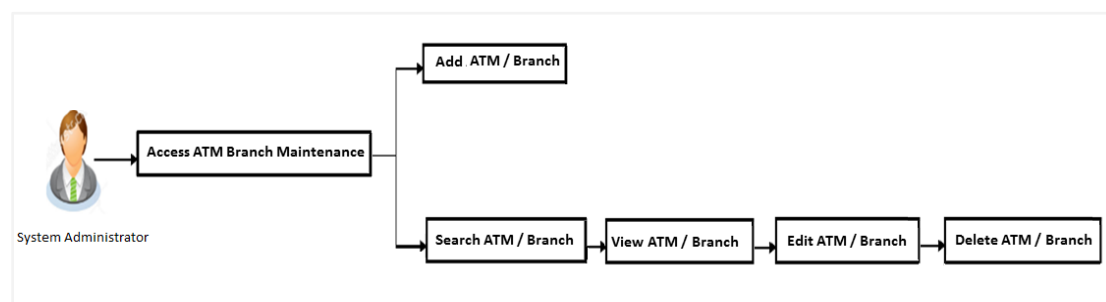 Add ATM / Branch
Access ATM Branch Maintenance
System Administrator
Search ATM / Branch
View ATM / Branch
Edit ATM / Branch
Delete ATM / Branch